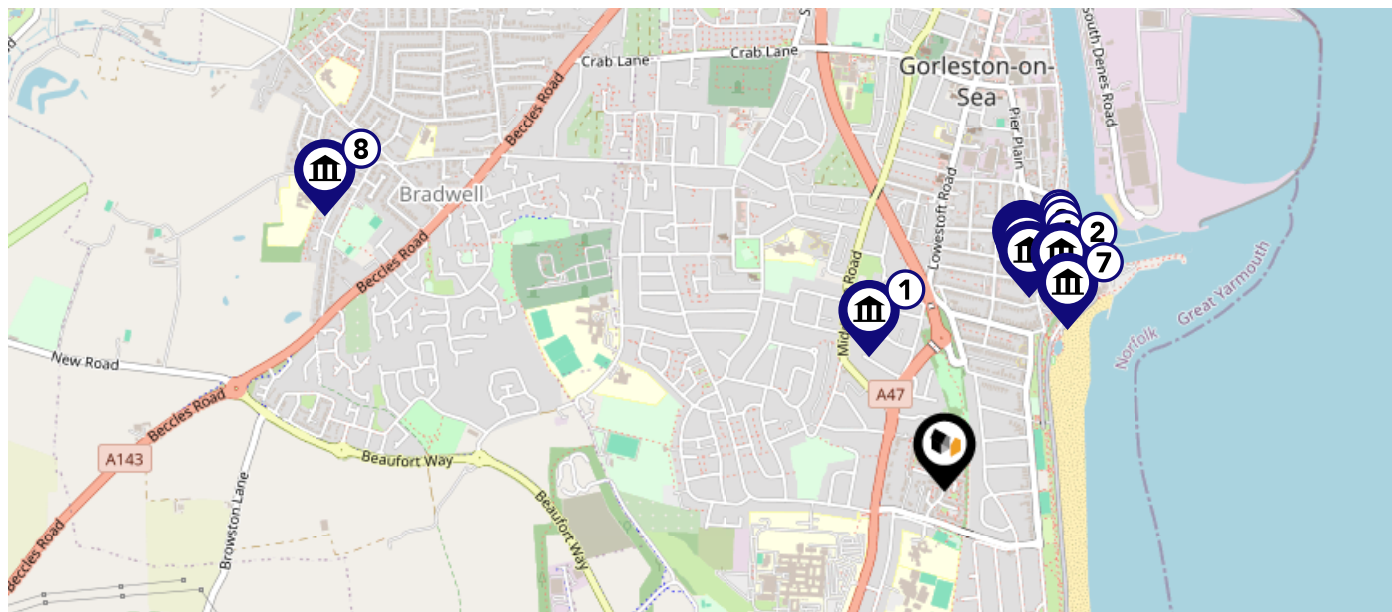 Crab Lane
Crab Lane
Gorleston-on-
Sea
South Denes Road
Beccles Road
Pier Plain
8
Bradwell
Lowestoft Road
2
7
Beccles Road
Road
1
Great Yarmouth
Norfolk
New Road
A47
Beccles Road
A143
Beaufort Way
Browston Lane
Beaufort Way
Beccles Road